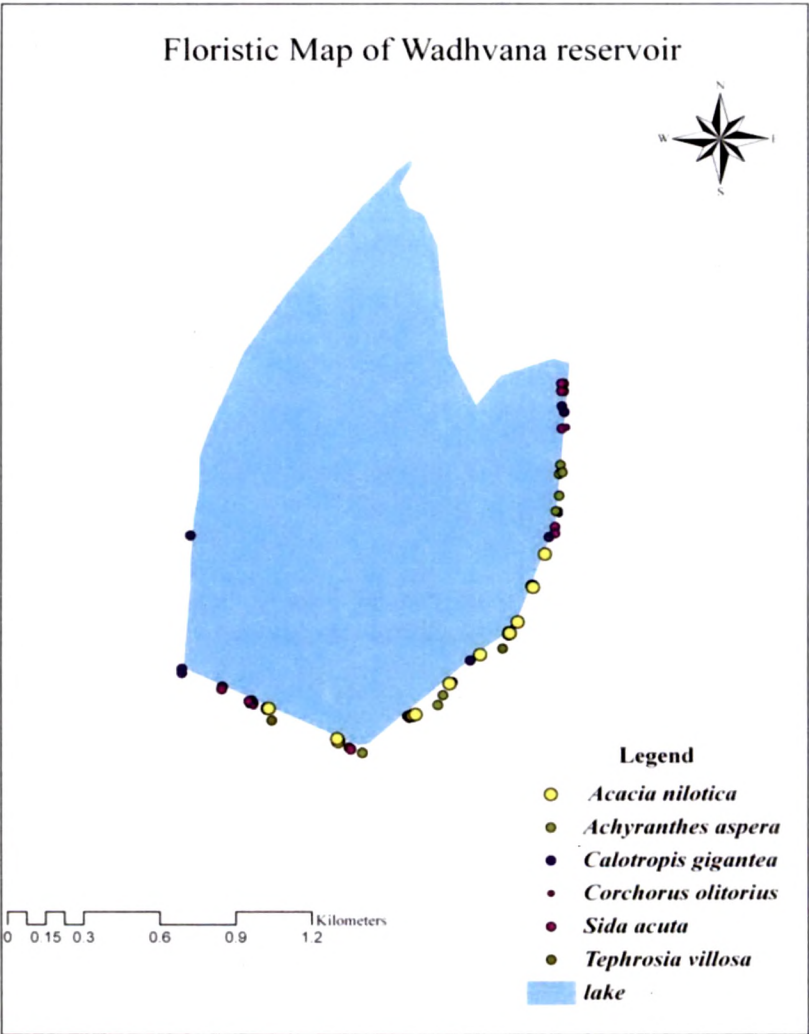 Floristic Map of Wadhvana reservoir
N
W E
S
Legend
Acacia nilotica
Achyranthes aspera
Calotropis gigantea
Corchorus olitorius
Sida acuta
Tephrosia villosa
lake
Kilometers
0 0.15 0.3 0.6 0.9 1.2